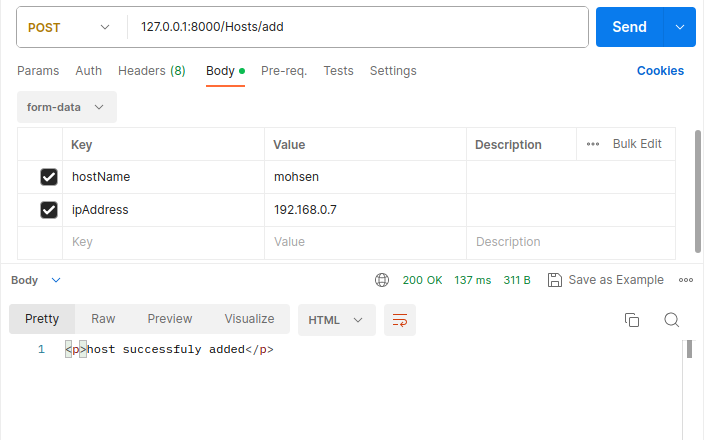 POST 127.0.0.1:8000/Hosts/add Send
Params Auth Headers (8) Body Pre-req. Tests Settings Cookies
form-data
Key Value Description Bulk Edit
hostName mohsen
ipAddress 192.168.0.7
Key Value Description
Body 200 OK 137 ms 311 B Save as Example
Pretty Raw Preview Visualize HTML
1 <p>host successfuly added</p>